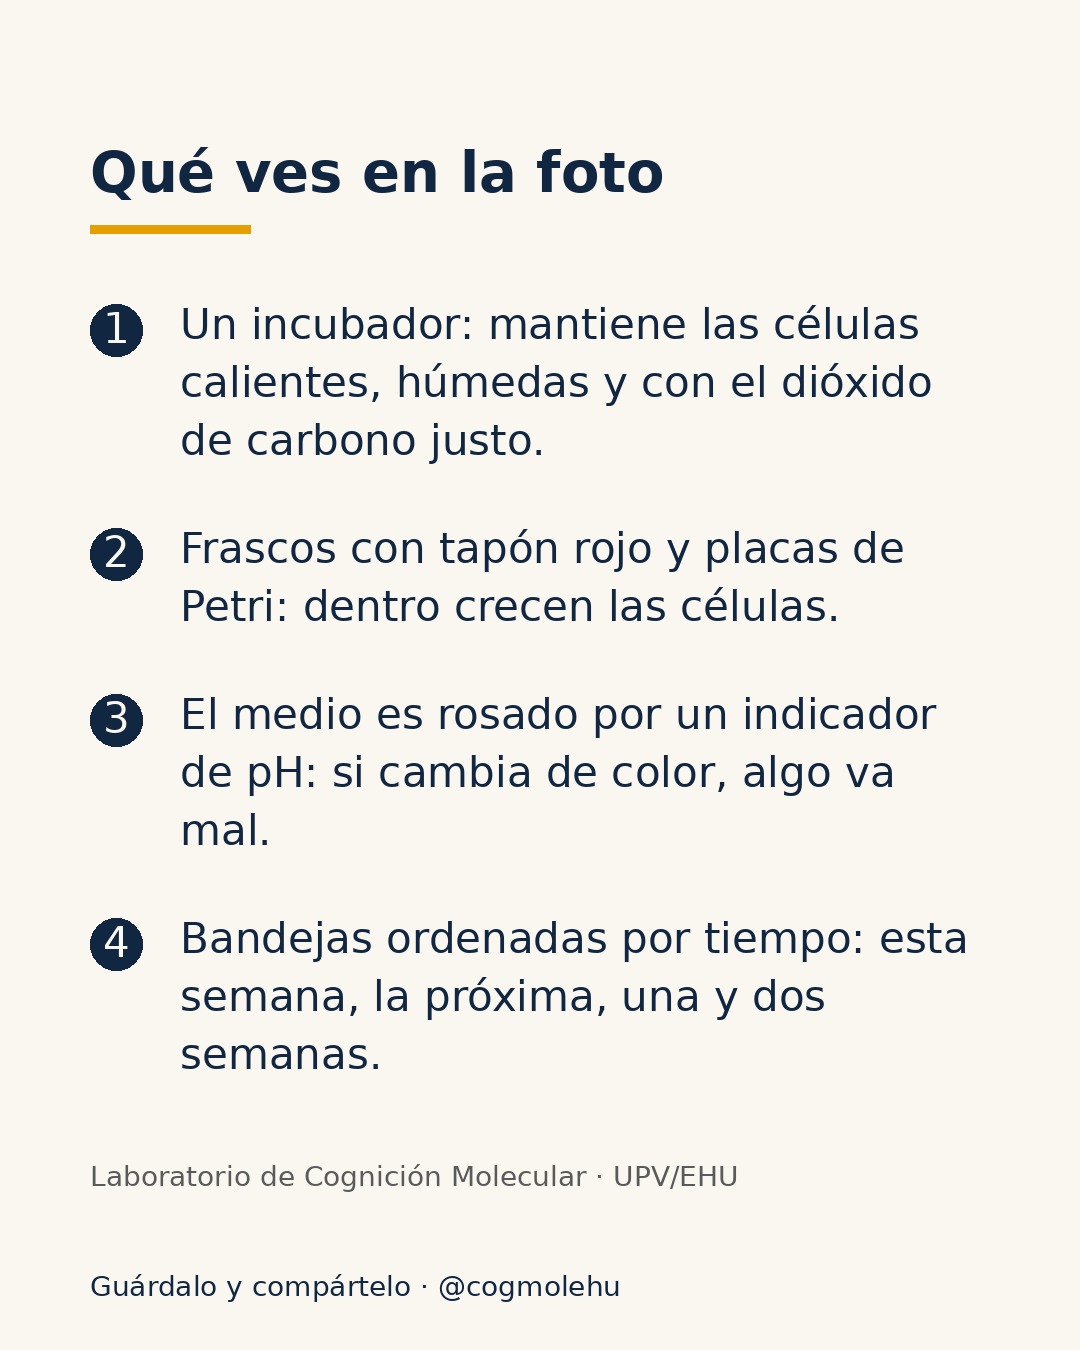 Qué ves en la foto
1 Un incubador: mantiene las células
calientes, húmedas y con el dióxido
de carbono justo.
2 Frascos con tapón rojo y placas de
Petri: dentro crecen las células.
3 El medio es rosado por un indicador
de pH: si cambia de color, algo va
mal.
4 Bandejas ordenadas por tiempo: esta
semana, la próxima, una y dos
semanas.
Laboratorio de Cognición Molecular · UPV/EHU
Guárdalo y compártelo · @cogmolehu